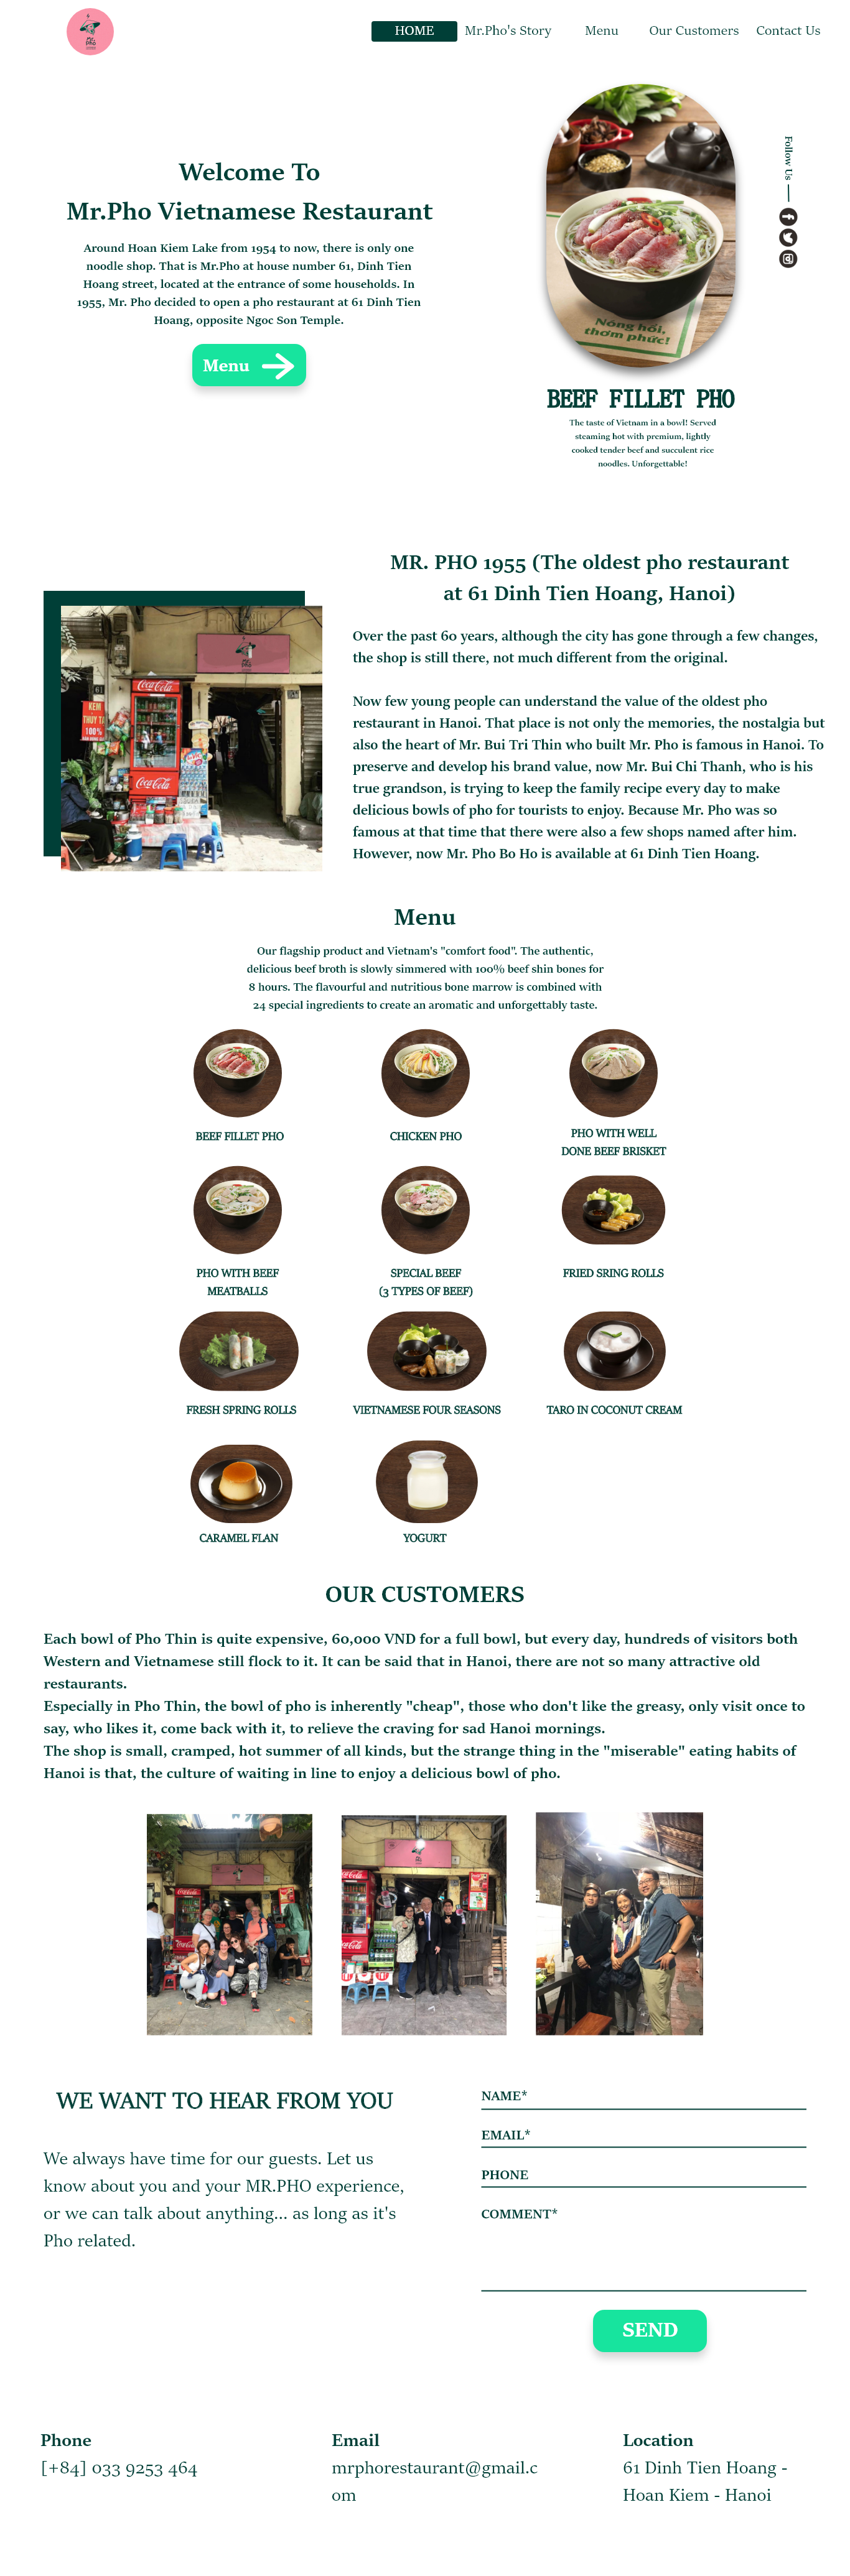 HOME
Mr.Pho's Story
Menu
Our Customers
Contact Us
Follow Us
Welcome To
Mr.Pho Vietnamese Restaurant
Around Hoan Kiem Lake from 1954 to now, there is only one
noodle shop. That is Mr.Pho at house number 61, Dinh Tien
Hoang street, located at the entrance of some households. In
1955, Mr. Pho decided to open a pho restaurant at 61 Dinh Tien
Hoang, opposite Ngoc Son Temple.
Menu
Nóng hổi,
thơm phức!
BEEF FILLET PHO
The taste of Vietnam in a bowl! Served
steaming hot with premium, lightly
cooked tender beef and succulent rice
noodles. Unforgettable!
MR. PHO 1955 (The oldest pho restaurant
at 61 Dinh Tien Hoang, Hanoi)
Coca-Cola
KEM
100%
Coca-Cola
Over the past 60 years, although the city has gone through a few changes,
the shop is still there, not much different from the original.
Now few young people can understand the value of the oldest pho
restaurant in Hanoi. That place is not only the memories, the nostalgia but
also the heart of Mr. Bui Tri Thin who built Mr. Pho is famous in Hanoi. To
preserve and develop his brand value, now Mr. Bui Chi Thanh, who is his
true grandson, is trying to keep the family recipe every day to make
delicious bowls of pho for tourists to enjoy. Because Mr. Pho was so
famous at that time that there were also a few shops named after him.
However, now Mr. Pho Bo Ho is available at 61 Dinh Tien Hoang.
Menu
Our flagship product and Vietnam's "comfort food". The authentic,
delicious beef broth is slowly simmered with 100% beef shin bones for
8 hours. The flavourful and nutritious bone marrow is combined with
24 special ingredients to create an aromatic and unforgettably taste.
BEEF FILLET PHO
CHICKEN PHO
PHO WITH WELL
DONE BEEF BRISKET
PHO WITH BEEF
MEATBALLS
SPECIAL BEEF
(3 TYPES OF BEEF)
FRIED SRING ROLLS
FRESH SPRING ROLLS
VIETNAMESE FOUR SEASONS
TARO IN COCONUT CREAM
CARAMEL FLAN
YOGURT
OUR CUSTOMERS
Each bowl of Pho Thin is quite expensive, 60,000 VND for a full bowl, but every day, hundreds of visitors both
Western and Vietnamese still flock to it. It can be said that in Hanoi, there are not so many attractive old
restaurants.
Especially in Pho Thin, the bowl of pho is inherently "cheap", those who don't like the greasy, only visit once to
say, who likes it, come back with it, to relieve the craving for sad Hanoi mornings.
The shop is small, cramped, hot summer of all kinds, but the strange thing in the "miserable" eating habits of
Hanoi is that, the culture of waiting in line to enjoy a delicious bowl of pho.
WE WANT TO HEAR FROM YOU
We always have time for our guests. Let us
know about you and your MR.PHO experience,
or we can talk about anything... as long as it's
Pho related.
NAME*
EMAIL*
PHONE
COMMENT*
SEND
Phone
[+84] 033 9253 464
Email
mrphorestaurant@gmail.c
om
Location
61 Dinh Tien Hoang -
Hoan Kiem - Hanoi